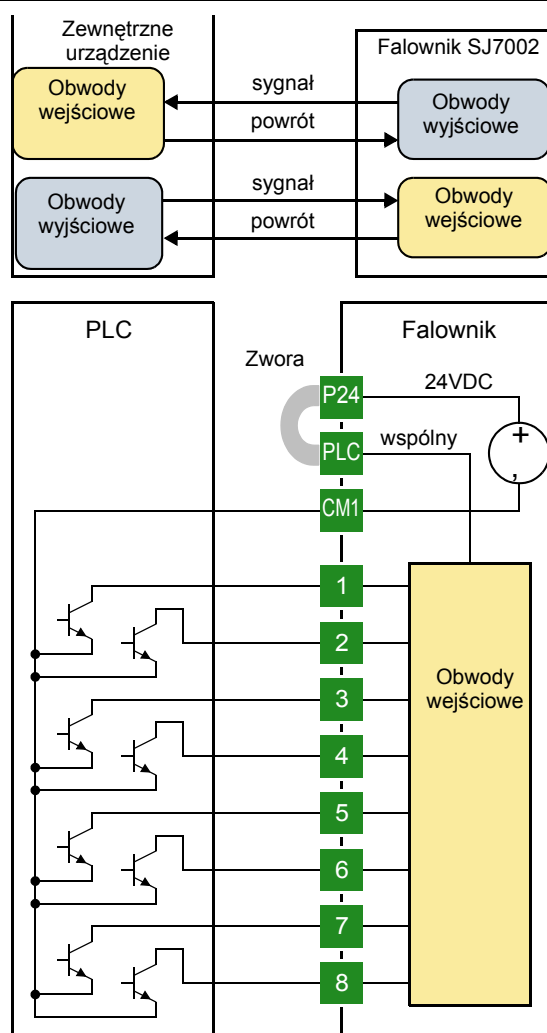 Zewnętrzne
urządzenie
Falownik SJ7002
Obwody
wejściowe
sygnał
powrót
Obwody
wyjściowe
Obwody
wyjściowe
sygnał
powrót
Obwody
wejściowe
PLC
Falownik
Zwora
P24
24VDC
PLC
wspólny
+
,
CM1
1
2
3
4
5
6
7
8
Obwody
wejściowe